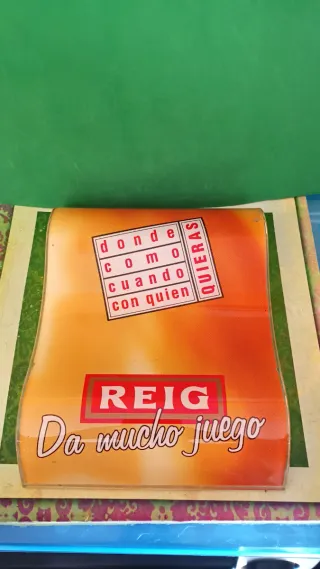 donde
como
cuando
con quien
QUIERAS
REIG
Da mucho juego